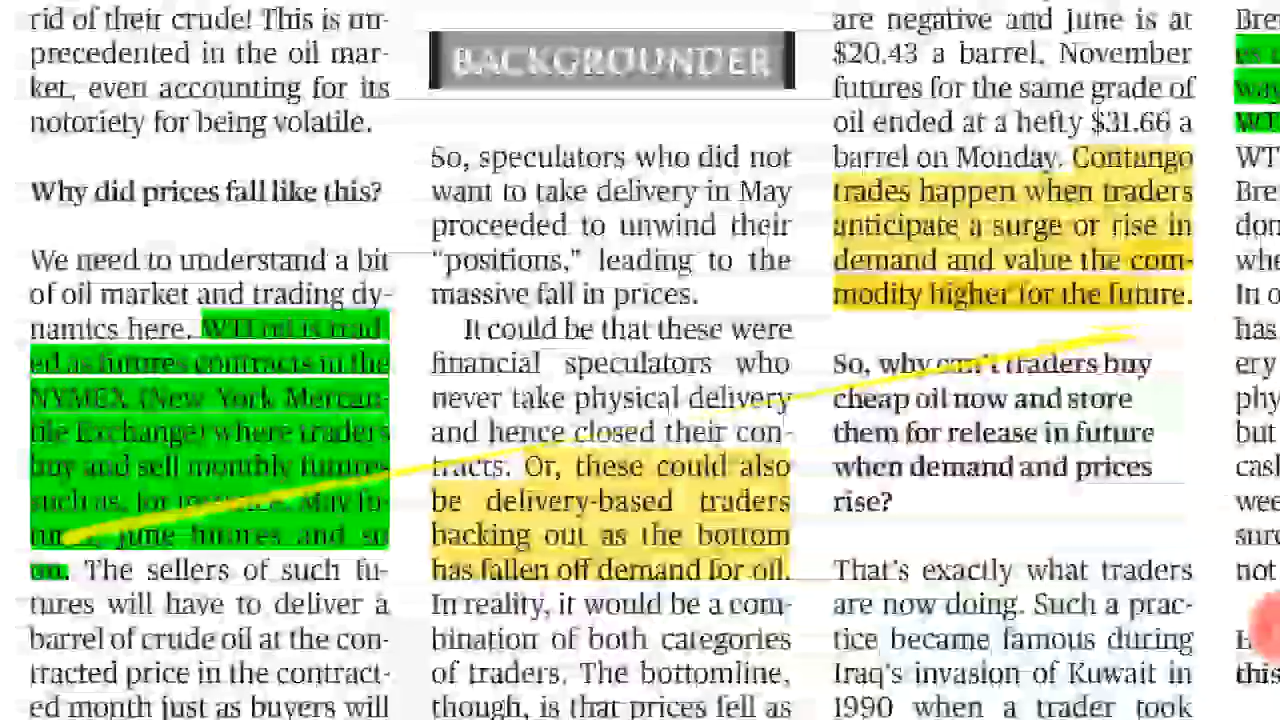 rid of their crude! This is un-
precedented in the oil mar-
ket, even accounting for its
notoriety for being volatile.
Why did prices fall like this?
We need to understand a bit
of oil market and trading dy-
namics here. WTI oil is trad-
ed as futures contracts in the
NYMEX (New York Mercan-
tile Exchange) where traders
buy and sell monthly futures
such as, for instance, May fu-
June futures and so
on. The sellers of such fu-
tures will have to deliver a
barrel of crude oil at the con-
tracted price in the contract-
ed month just as buyers will
BACKGROUNDER
So, speculators who did not
want to take delivery in May
proceeded to unwind their
"positions," leading to the
massive fall in prices.
It could be that these were
financial speculators who
never take physical delivery
and hence closed their con-
tracts. Or, these could also
be delivery-based traders
backing out as the bottom
has fallen off demand for oil.
In reality, it would be a com-
bination of both categories
of traders. The bottomline,
though, is that prices fell as
are negative and June is at
$20.43 a barrel, November
futures for the same grade of
oil ended at a hefty $31.66 a
barrel on Monday. Contango
trades happen when traders
anticipate a surge or rise in
demand and value the com-
modity higher for the future.
So, why can't traders buy
cheap oil now and store
them for release in future
when demand and prices
rise?
That's exactly what traders
are now doing. Such a prac-
tice became famous during
Iraq's invasion of Kuwait in
1990 when a trader took